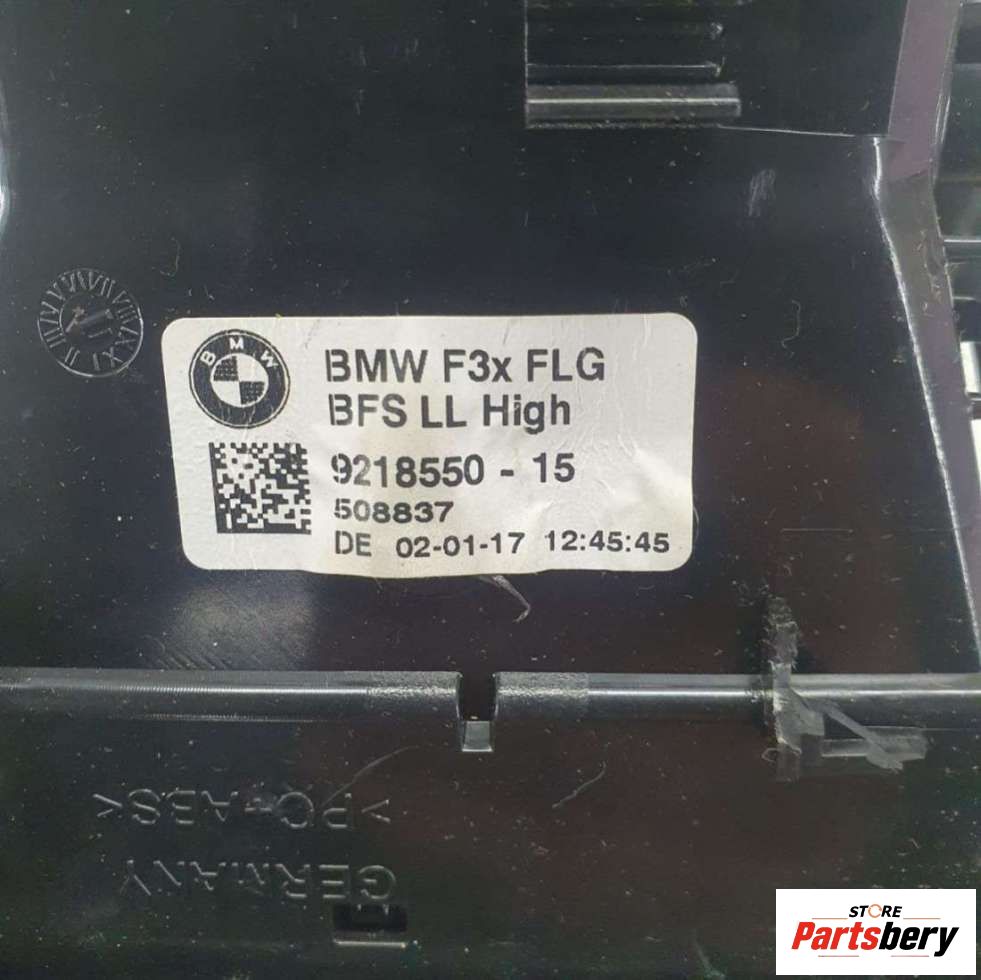 BMW
BMW F3x FLG
BFS LL High
9218550 - 15
508837
DE 02-01-17 12:45:45
>PC-ABS<
GERMANY
STORE
Partsbery